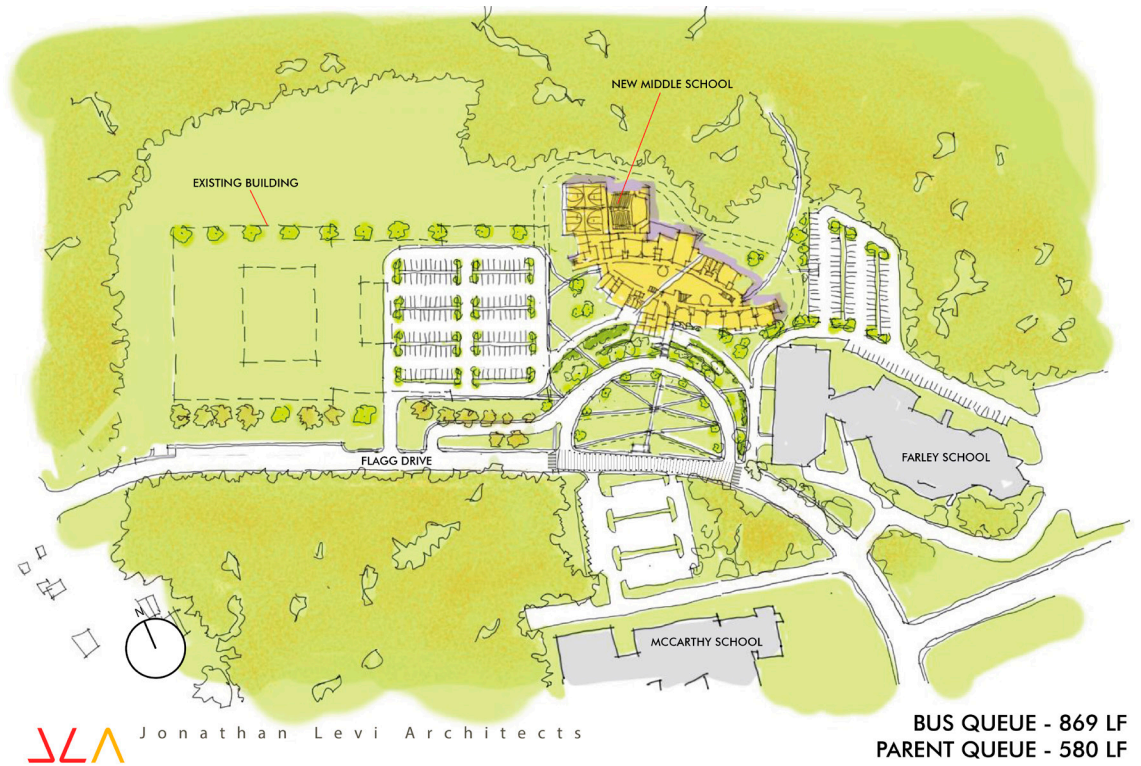 NEW MIDDLE SCHOOL
EXISTING BUILDING
FLAGG DRIVE
FARLEY SCHOOL
N
MCCARTHY SCHOOL
JLA Jonathan Levi Architects
BUS QUEUE - 869 LF
PARENT QUEUE - 580 LF